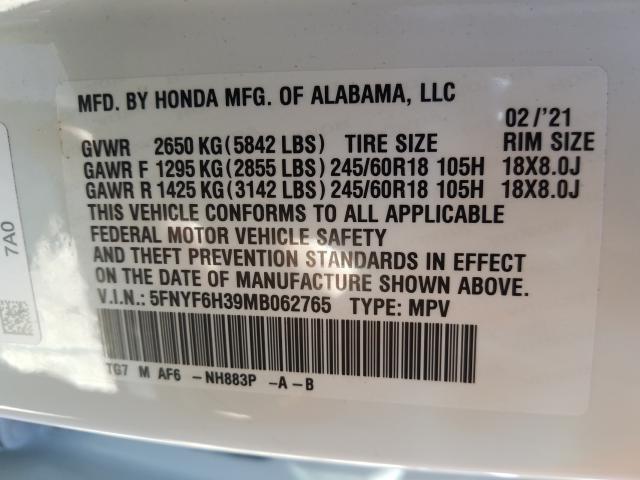 MFD. BY HONDA MFG. OF ALABAMA, LLC
02/'21
GVWR 2650 KG(5842 LBS) TIRE SIZE RIM SIZE
GAWR F 1295 KG(2855 LBS) 245/60R18 105H 18X8.0J
GAWR R 1425 KG(3142 LBS) 245/60R18 105H 18X8.0J
THIS VEHICLE CONFORMS TO ALL APPLICABLE
FEDERAL MOTOR VEHICLE SAFETY
AND THEFT PREVENTION STANDARDS IN EFFECT
ON THE DATE OF MANUFACTURE SHOWN ABOVE.
V.I.N.: 5FNYF6H39MB062765 TYPE: MPV
TG7 M AF6 -NH883P -A-B
7A0